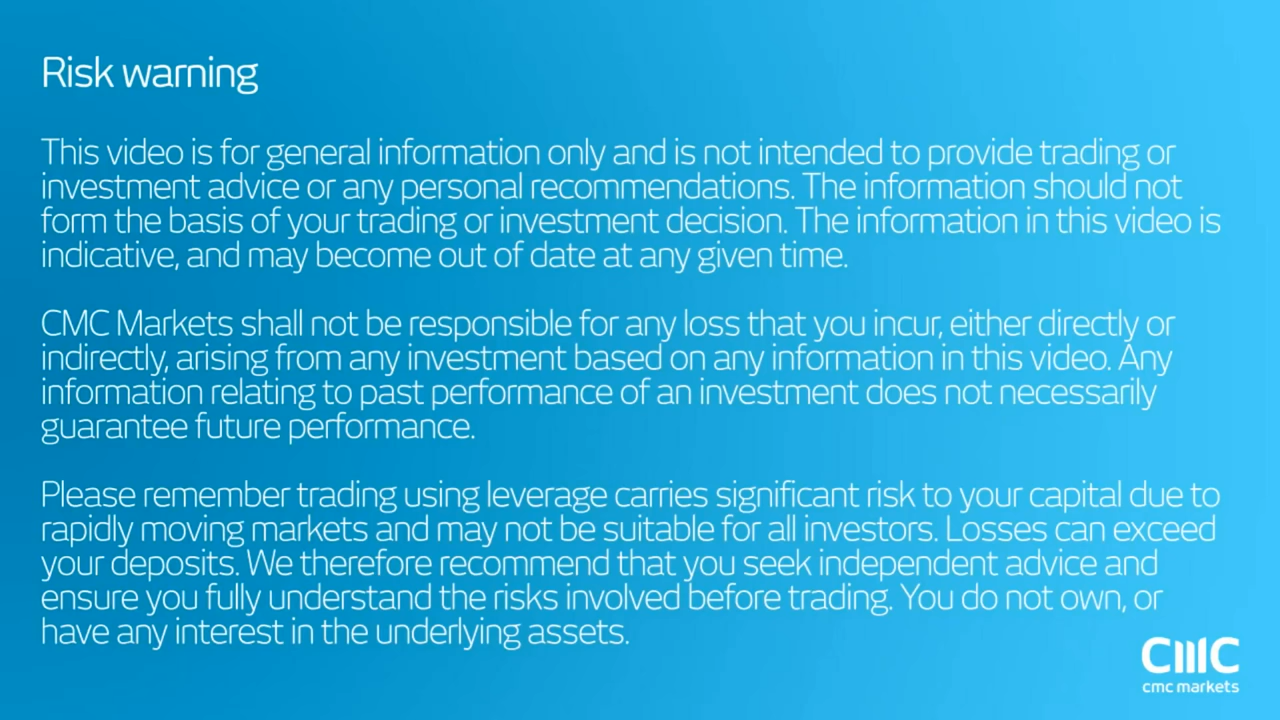 Risk warning
This video is for general information only and is not intended to provide trading or
investment advice or any personal recommendations. The information should not
form the basis of your trading or investment decision. The information in this video is
indicative, and may become out of date at any given time.
CMC Markets shall not be responsible for any loss that you incur, either directly or
indirectly, arising from any investment based on any information in this video. Any
information relating to past performance of an investment does not necessarily
guarantee future performance.
Please remember trading using leverage carries significant risk to your capital due to
rapidly moving markets and may not be suitable for all investors. Losses can exceed
your deposits. We therefore recommend that you seek independent advice and
ensure you fully understand the risks involved before trading. You do not own, or
have any interest in the underlying assets.
cmc
cmc markets